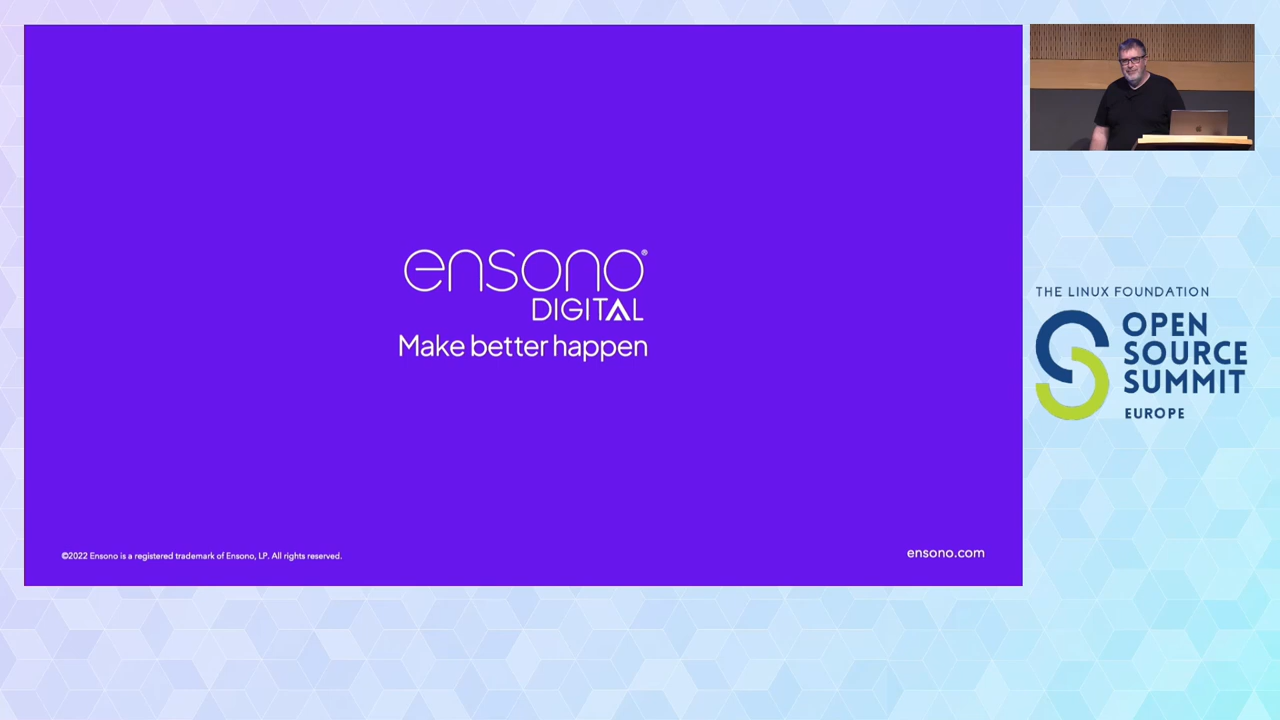 ensono®
DIGITAL
Make better happen
©2022 Ensono is a registered trademark of Ensono, LP. All rights reserved.
ensono.com
THE LINUX FOUNDATION
OPEN
SOURCE
SUMMIT
EUROPE